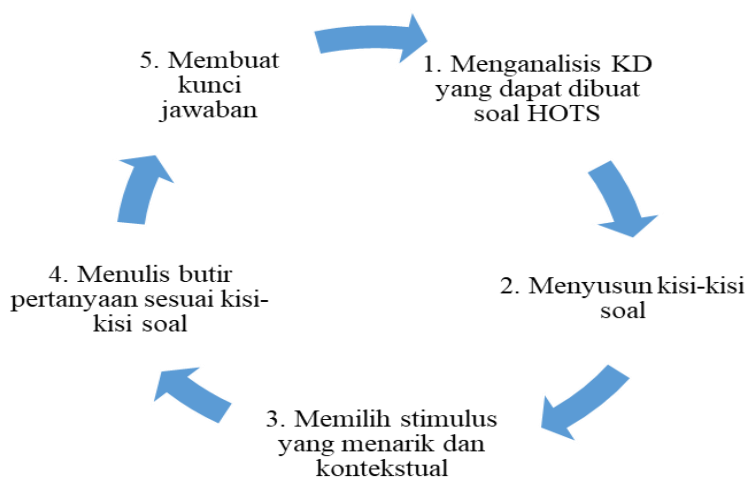 1. Menganalisis KD
yang dapat dibuat
soal HOTS
2. Menyusun kisi-kisi
soal
3. Memilih stimulus
yang menarik dan
kontekstual
4. Menulis butir
pertanyaan sesuai kisi-
kisi soal
5. Membuat
kunci
jawaban